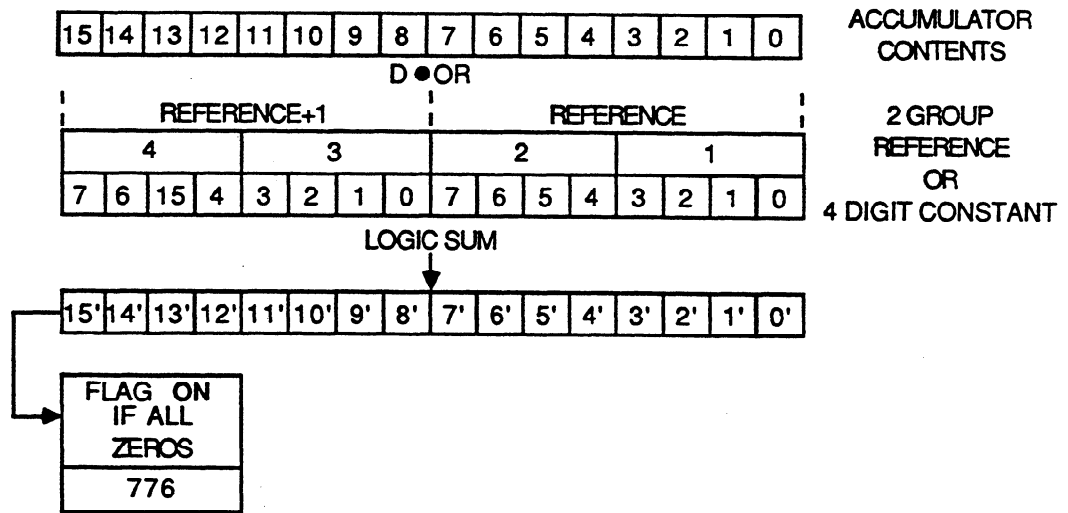 15 14 13 12 11 10 9 8 7 6 5 4 3 2 1 0
ACCUMULATOR
CONTENTS
D●OR
REFERENCE+1 REFERENCE
4 3 2 1
7 6 15 4 3 2 1 0 7 6 5 4 3 2 1 0
2 GROUP
REFERENCE
OR
4 DIGIT CONSTANT
LOGIC SUM
15' 14' 13' 12' 11' 10' 9' 8' 7' 6' 5' 4' 3' 2' 1' 0'
FLAG ON
IF ALL
ZEROS
776